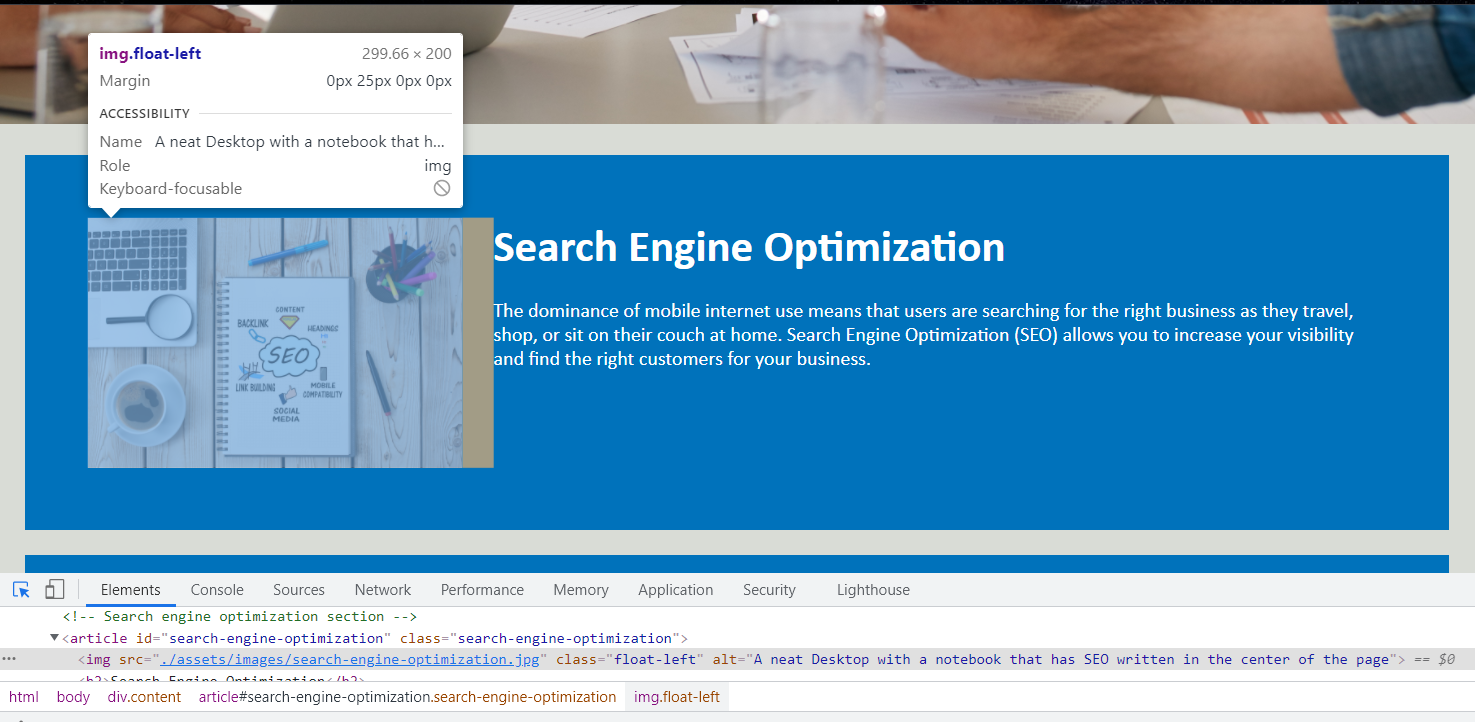 img.float-left 299.66 × 200
Margin 0px 25px 0px 0px
ACCESSIBILITY
Name A neat Desktop with a notebook that h...
Role img
Keyboard-focusable
Search Engine Optimization
The dominance of mobile internet use means that users are searching for the right business as they travel,
shop, or sit on their couch at home. Search Engine Optimization (SEO) allows you to increase your visibility
and find the right customers for your business.
CONTENT
BACKLINK
HEADINGS
SEO
LINK BUILDING
MOBILE
COMPATIBILITY
SOCIAL
MEDIA
Elements Console Sources Network Performance Memory Application Security Lighthouse
<!-- Search engine optimization section -->
<article id="search-engine-optimization" class="search-engine-optimization">
<img src="./assets/images/search-engine-optimization.jpg" class="float-left" alt="A neat Desktop with a notebook that has SEO written in the center of the page"> == $0
<h2>Search Engine Optimization</h2>
html body div.content article#search-engine-optimization.search-engine-optimization img.float-left